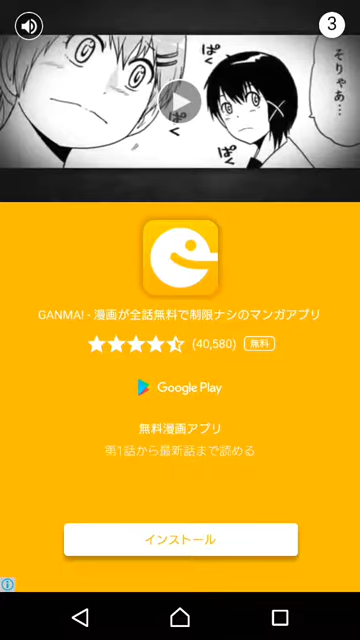 3
そりゃあ…
ぱく
ぱく
ぱく
GANMA! - 漫画が全話無料で制限ナシのマンガアプリ
(40,580) 無料
Google Play
無料漫画アプリ
第1話から最新話まで読める
インストール